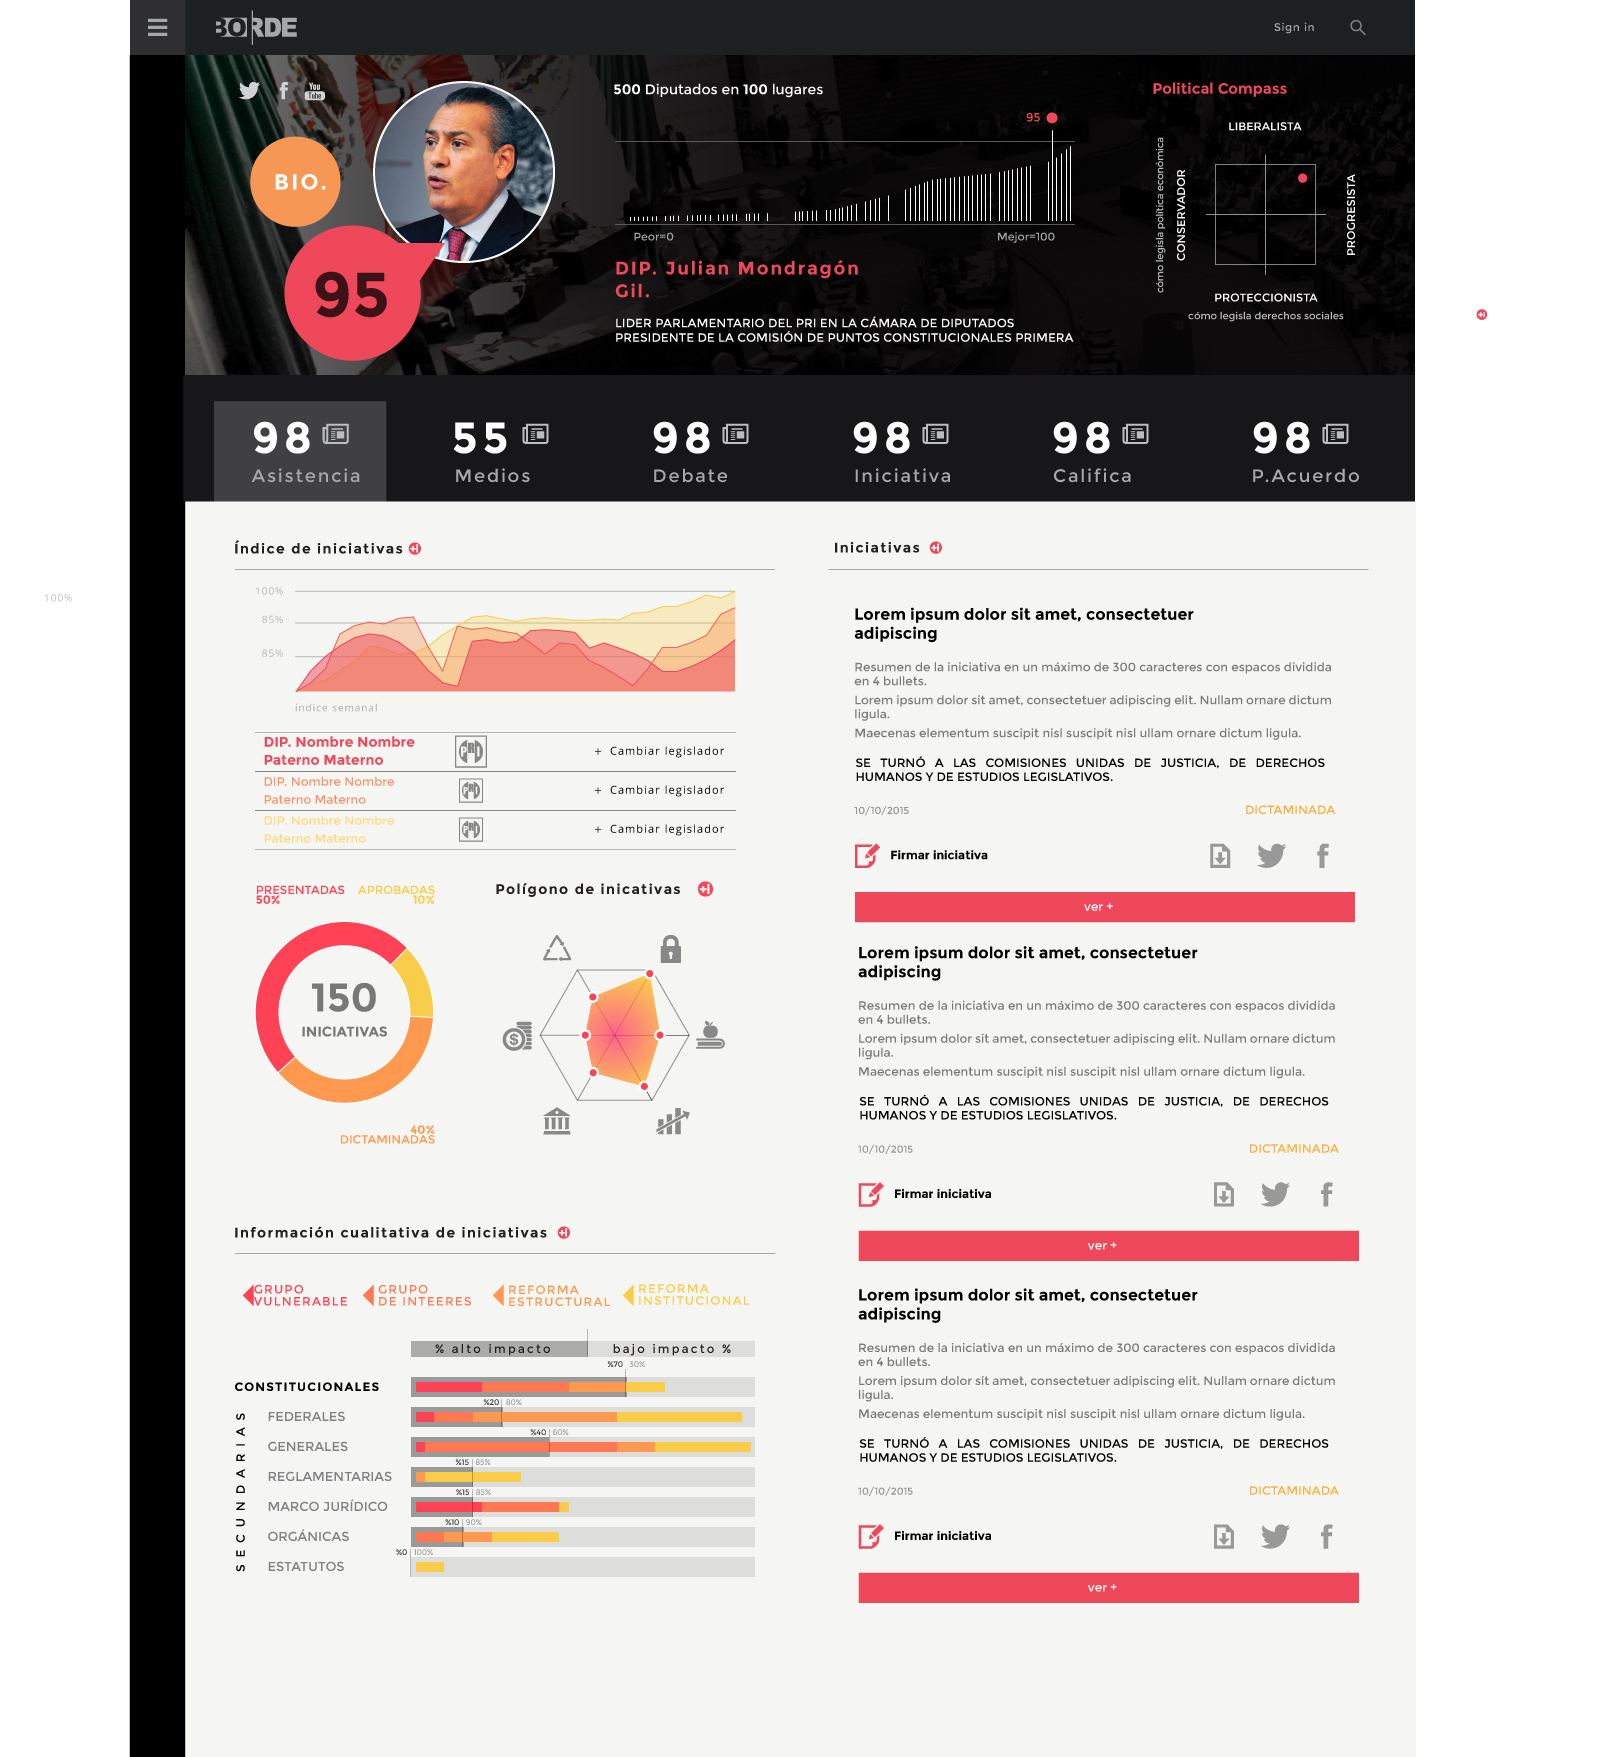 BORDE
Sign in
You
Tube
BIO.
95
500 Diputados en 100 lugares
95
Peor=0
Mejor=100
DIP. Julian Mondragón
Gil.
LIDER PARLAMENTARIO DEL PRI EN LA CÁMARA DE DIPUTADOS
PRESIDENTE DE LA COMISIÓN DE PUNTOS CONSTITUCIONALES PRIMERA
Political Compass
LIBERALISTA
cómo legisla política económica
CONSERVADOR
PROGRESISTA
PROTECCIONISTA
cómo legisla derechos sociales
+i
98
Asistencia
55
Medios
98
Debate
98
Iniciativa
98
Califica
98
P.Acuerdo
100%
Índice de iniciativas +i
100%
85%
85%
índice semanal
DIP. Nombre Nombre
Paterno Materno
PRI
+ Cambiar legislador
DIP. Nombre Nombre
Paterno Materno
PRI
+ Cambiar legislador
DIP. Nombre Nombre
Paterno Materno
PRI
+ Cambiar legislador
PRESENTADAS
50%
APROBADAS
10%
150
INICIATIVAS
40%
DICTAMINADAS
Polígono de inicativas +i
$
Información cualitativa de iniciativas +i
GRUPO
VULNERABLE
GRUPO
DE INTEERES
REFORMA
ESTRUCTURAL
REFORMA
INSTITUCIONAL
% alto impacto
bajo impacto %
%70 30%
CONSTITUCIONALES
%20 80%
SECUNDARIAS
FEDERALES
%40 60%
GENERALES
%15 85%
REGLAMENTARIAS
%15 85%
MARCO JURÍDICO
%10 90%
ORGÁNICAS
%0 100%
ESTATUTOS
Iniciativas +i
Lorem ipsum dolor sit amet, consectetuer
adipiscing
Resumen de la iniciativa en un máximo de 300 caracteres con espacos dividida
en 4 bullets.
Lorem ipsum dolor sit amet, consectetuer adipiscing elit. Nullam ornare dictum
ligula.
Maecenas elementum suscipit nisl suscipit nisl ullam ornare dictum ligula.
SE TURNÓ A LAS COMISIONES UNIDAS DE JUSTICIA, DE DERECHOS
HUMANOS Y DE ESTUDIOS LEGISLATIVOS.
10/10/2015
DICTAMINADA
Firmar iniciativa
ver +
Lorem ipsum dolor sit amet, consectetuer
adipiscing
Resumen de la iniciativa en un máximo de 300 caracteres con espacos dividida
en 4 bullets.
Lorem ipsum dolor sit amet, consectetuer adipiscing elit. Nullam ornare dictum
ligula.
Maecenas elementum suscipit nisl suscipit nisl ullam ornare dictum ligula.
SE TURNÓ A LAS COMISIONES UNIDAS DE JUSTICIA, DE DERECHOS
HUMANOS Y DE ESTUDIOS LEGISLATIVOS.
10/10/2015
DICTAMINADA
Firmar iniciativa
ver +
Lorem ipsum dolor sit amet, consectetuer
adipiscing
Resumen de la iniciativa en un máximo de 300 caracteres con espacos dividida
en 4 bullets.
Lorem ipsum dolor sit amet, consectetuer adipiscing elit. Nullam ornare dictum
ligula.
Maecenas elementum suscipit nisl suscipit nisl ullam ornare dictum ligula.
SE TURNÓ A LAS COMISIONES UNIDAS DE JUSTICIA, DE DERECHOS
HUMANOS Y DE ESTUDIOS LEGISLATIVOS.
10/10/2015
DICTAMINADA
Firmar iniciativa
ver +